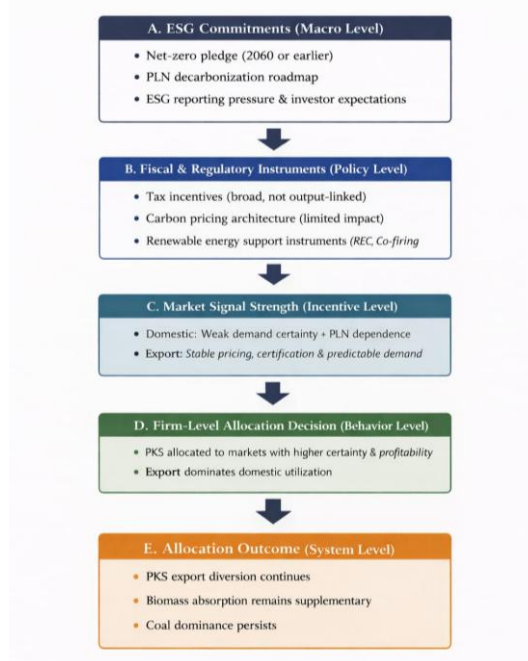 A. ESG Commitments (Macro Level)
• Net-zero pledge (2060 or earlier)
• PLN decarbonization roadmap
• ESG reporting pressure & investor expectations
B. Fiscal & Regulatory Instruments (Policy Level)
• Tax incentives (broad, not output-linked)
• Carbon pricing architecture (limited impact)
• Renewable energy support instruments (REC, Co-firing
C. Market Signal Strength (Incentive Level)
• Domestic: Weak demand certainty + PLN dependence
• Export: Stable pricing, certification & predictable demand
D. Firm-Level Allocation Decision (Behavior Level)
• PKS allocated to markets with higher certainty & profitability
• Export dominates domestic utilization
E. Allocation Outcome (System Level)
• PKS export diversion continues
• Biomass absorption remains supplementary
• Coal dominance persists